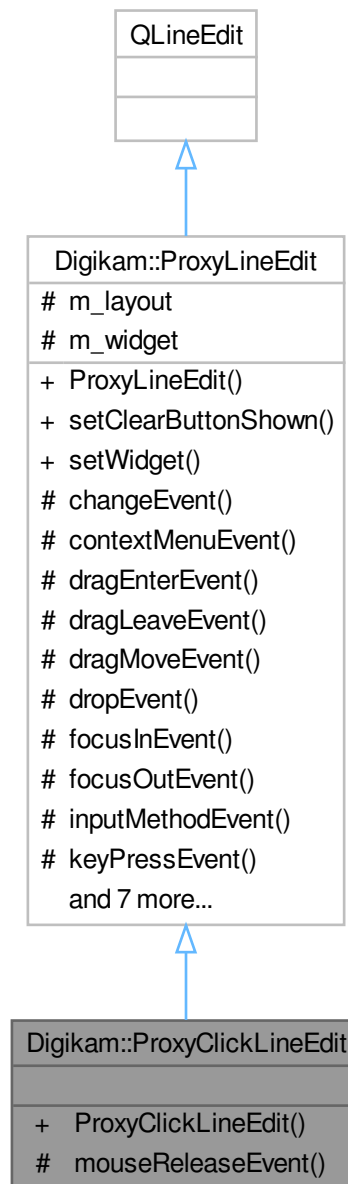 QLineEdit
Digikam::ProxyLineEdit
# m_layout
# m_widget
+ ProxyLineEdit()
+ setClearButtonShown()
+ setWidget()
# changeEvent()
# contextMenuEvent()
# dragEnterEvent()
# dragLeaveEvent()
# dragMoveEvent()
# dropEvent()
# focusInEvent()
# focusOutEvent()
# inputMethodEvent()
# keyPressEvent()
and 7 more...
Digikam::ProxyClickLineEdit
+ ProxyClickLineEdit()
# mouseReleaseEvent()